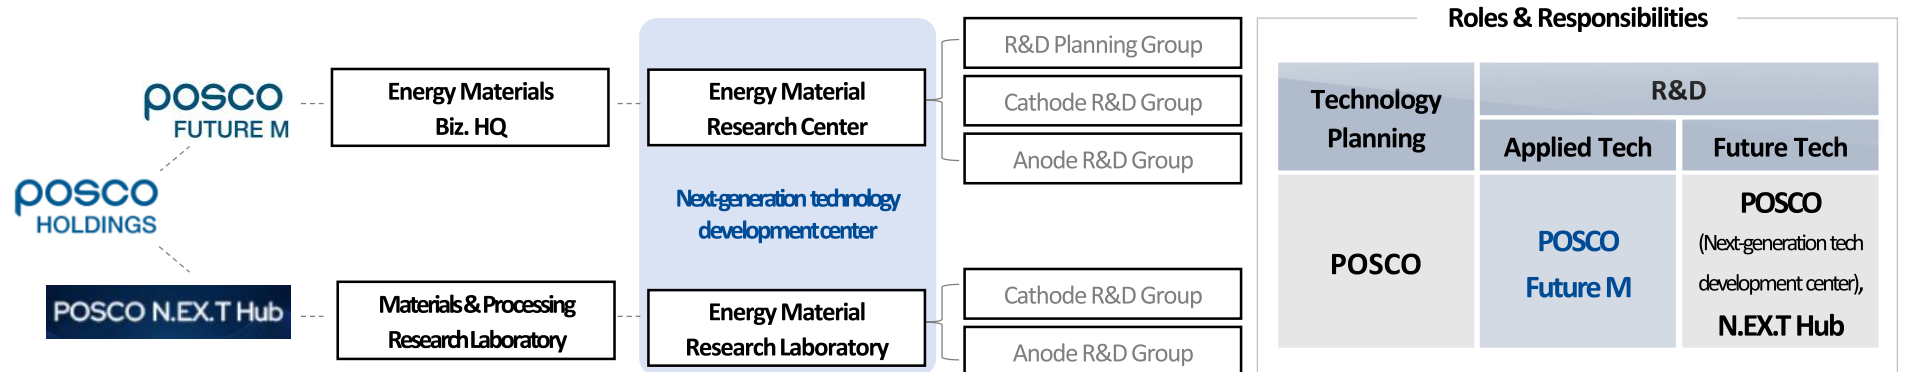 posco
FUTURE M
posco
HOLDINGS
POSCO N.EX.T Hub
Energy Materials
Biz. HQ
Materials & Processing
Research Laboratory
Energy Material
Research Center
Next-generation technology
development center
Energy Material
Research Laboratory
R&D Planning Group
Cathode R&D Group
Anode R&D Group
Cathode R&D Group
Anode R&D Group
Roles & Responsibilities
Technology
Planning
R&D
Applied Tech
Future Tech
POSCO
POSCO
Future M
POSCO
(Next-generation tech
development center),
N.EX.T Hub